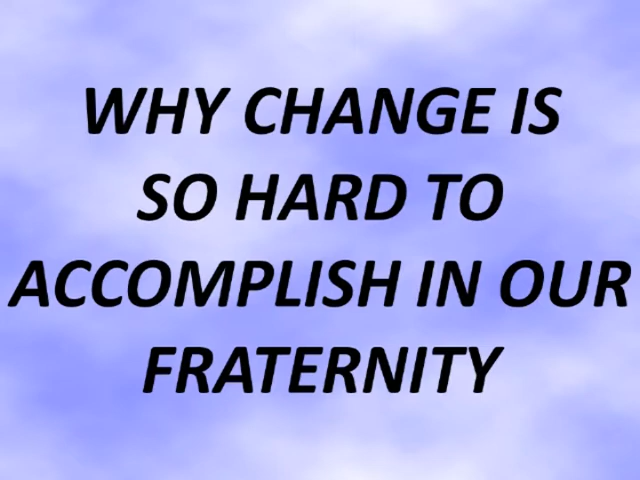 WHY CHANGE IS
SO HARD TO
ACCOMPLISH IN OUR
FRATERNITY